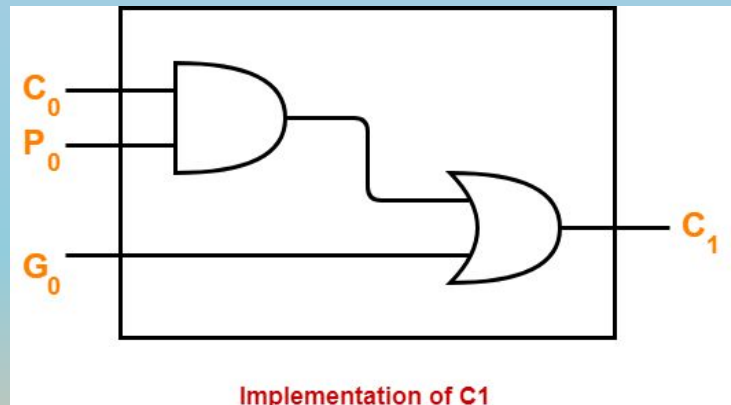 C₀
P₀
G₀
C₁
Implementation of C1